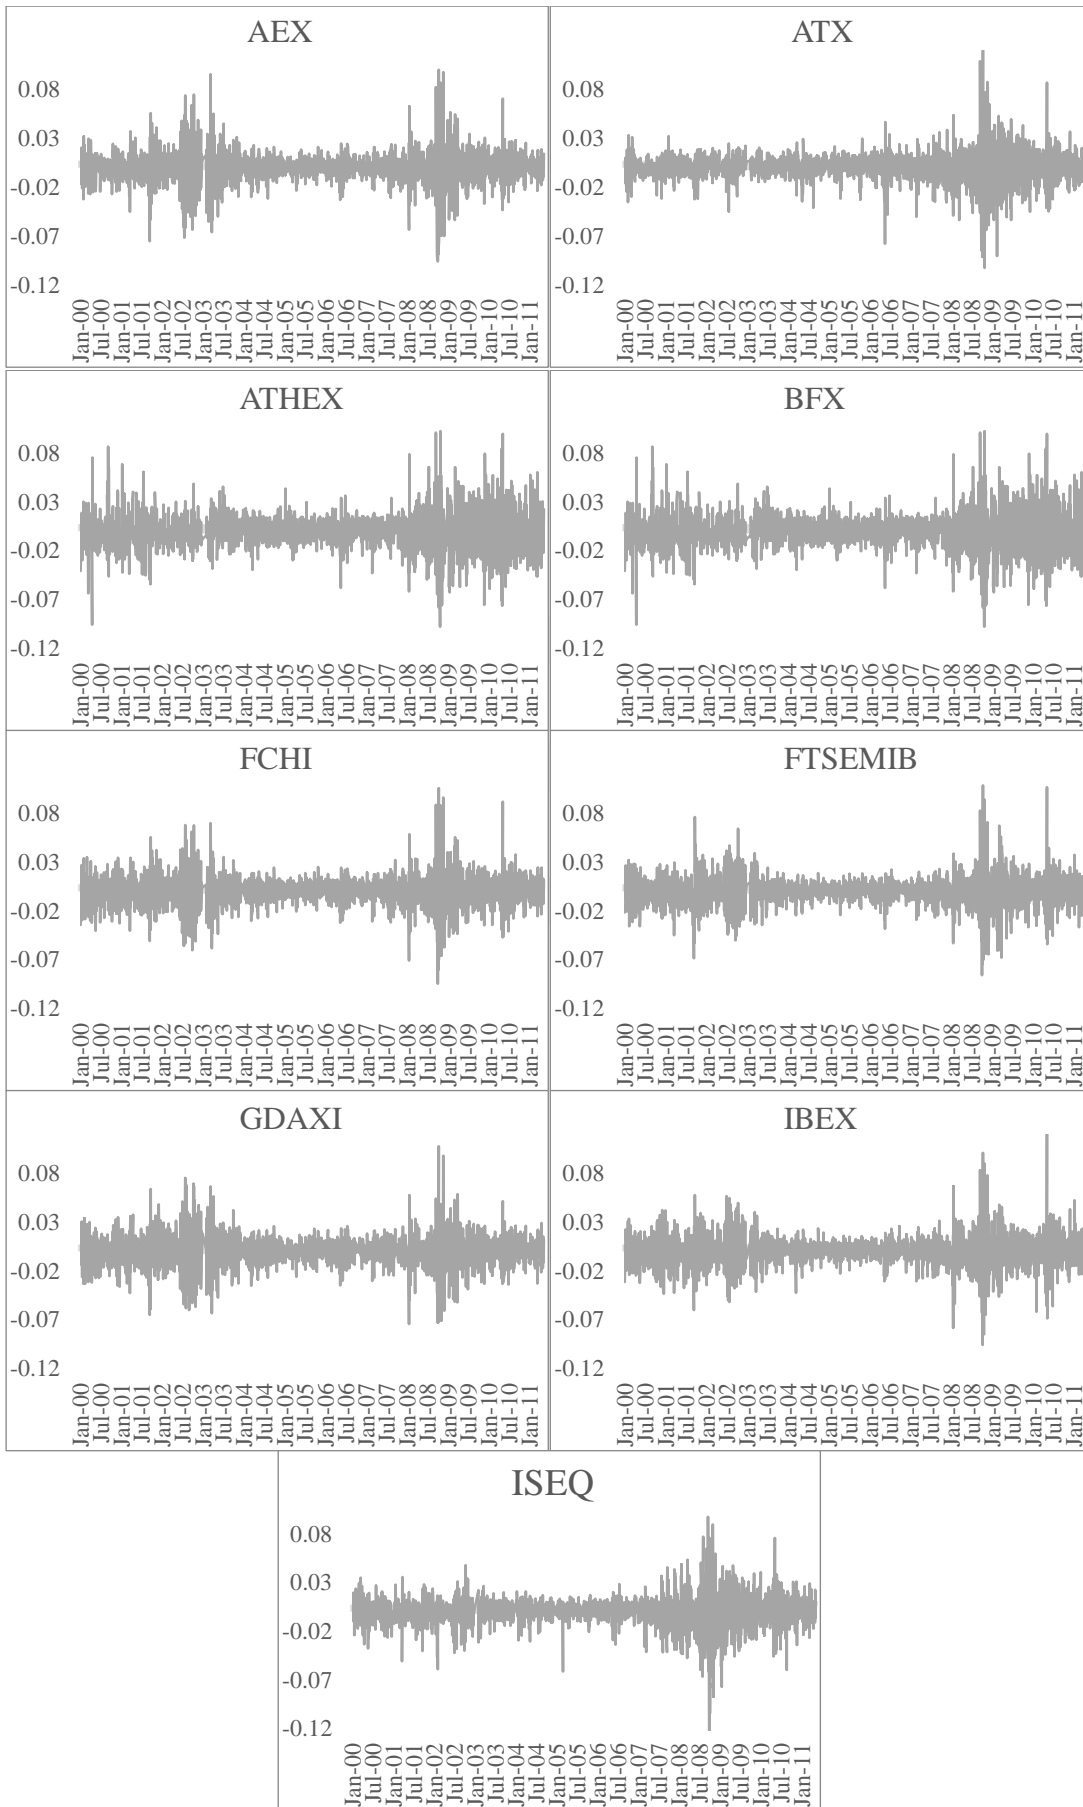 AEX
0.08
0.03
-0.02
-0.07
-0.12
Jan-00 Jul-00 Jan-01 Jul-01 Jan-02 Jul-02 Jan-03 Jul-03 Jan-04 Jul-04 Jan-05 Jul-05 Jan-06 Jul-06 Jan-07 Jul-07 Jan-08 Jul-08 Jan-09 Jul-09 Jan-10 Jul-10 Jan-11
ATX
0.08
0.03
-0.02
-0.07
-0.12
Jan-00 Jul-00 Jan-01 Jul-01 Jan-02 Jul-02 Jan-03 Jul-03 Jan-04 Jul-04 Jan-05 Jul-05 Jan-06 Jul-06 Jan-07 Jul-07 Jan-08 Jul-08 Jan-09 Jul-09 Jan-10 Jul-10 Jan-11
ATHEX
0.08
0.03
-0.02
-0.07
-0.12
Jan-00 Jul-00 Jan-01 Jul-01 Jan-02 Jul-02 Jan-03 Jul-03 Jan-04 Jul-04 Jan-05 Jul-05 Jan-06 Jul-06 Jan-07 Jul-07 Jan-08 Jul-08 Jan-09 Jul-09 Jan-10 Jul-10 Jan-11
BFX
0.08
0.03
-0.02
-0.07
-0.12
Jan-00 Jul-00 Jan-01 Jul-01 Jan-02 Jul-02 Jan-03 Jul-03 Jan-04 Jul-04 Jan-05 Jul-05 Jan-06 Jul-06 Jan-07 Jul-07 Jan-08 Jul-08 Jan-09 Jul-09 Jan-10 Jul-10 Jan-11
FCHI
0.08
0.03
-0.02
-0.07
-0.12
Jan-00 Jul-00 Jan-01 Jul-01 Jan-02 Jul-02 Jan-03 Jul-03 Jan-04 Jul-04 Jan-05 Jul-05 Jan-06 Jul-06 Jan-07 Jul-07 Jan-08 Jul-08 Jan-09 Jul-09 Jan-10 Jul-10 Jan-11
FTSEMIB
0.08
0.03
-0.02
-0.07
-0.12
Jan-00 Jul-00 Jan-01 Jul-01 Jan-02 Jul-02 Jan-03 Jul-03 Jan-04 Jul-04 Jan-05 Jul-05 Jan-06 Jul-06 Jan-07 Jul-07 Jan-08 Jul-08 Jan-09 Jul-09 Jan-10 Jul-10 Jan-11
GDAXI
0.08
0.03
-0.02
-0.07
-0.12
Jan-00 Jul-00 Jan-01 Jul-01 Jan-02 Jul-02 Jan-03 Jul-03 Jan-04 Jul-04 Jan-05 Jul-05 Jan-06 Jul-06 Jan-07 Jul-07 Jan-08 Jul-08 Jan-09 Jul-09 Jan-10 Jul-10 Jan-11
IBEX
0.08
0.03
-0.02
-0.07
-0.12
Jan-00 Jul-00 Jan-01 Jul-01 Jan-02 Jul-02 Jan-03 Jul-03 Jan-04 Jul-04 Jan-05 Jul-05 Jan-06 Jul-06 Jan-07 Jul-07 Jan-08 Jul-08 Jan-09 Jul-09 Jan-10 Jul-10 Jan-11
ISEQ
0.08
0.03
-0.02
-0.07
-0.12
Jan-00 Jul-00 Jan-01 Jul-01 Jan-02 Jul-02 Jan-03 Jul-03 Jan-04 Jul-04 Jan-05 Jul-05 Jan-06 Jul-06 Jan-07 Jul-07 Jan-08 Jul-08 Jan-09 Jul-09 Jan-10 Jul-10 Jan-11